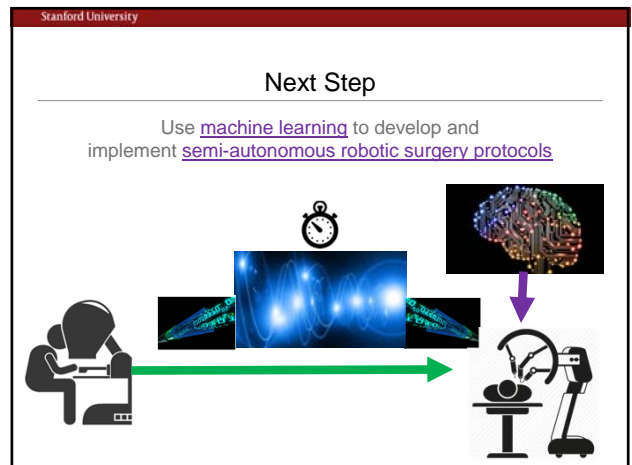 Stanford University
Next Step
Use machine learning to develop and
implement semi-autonomous robotic surgery protocols